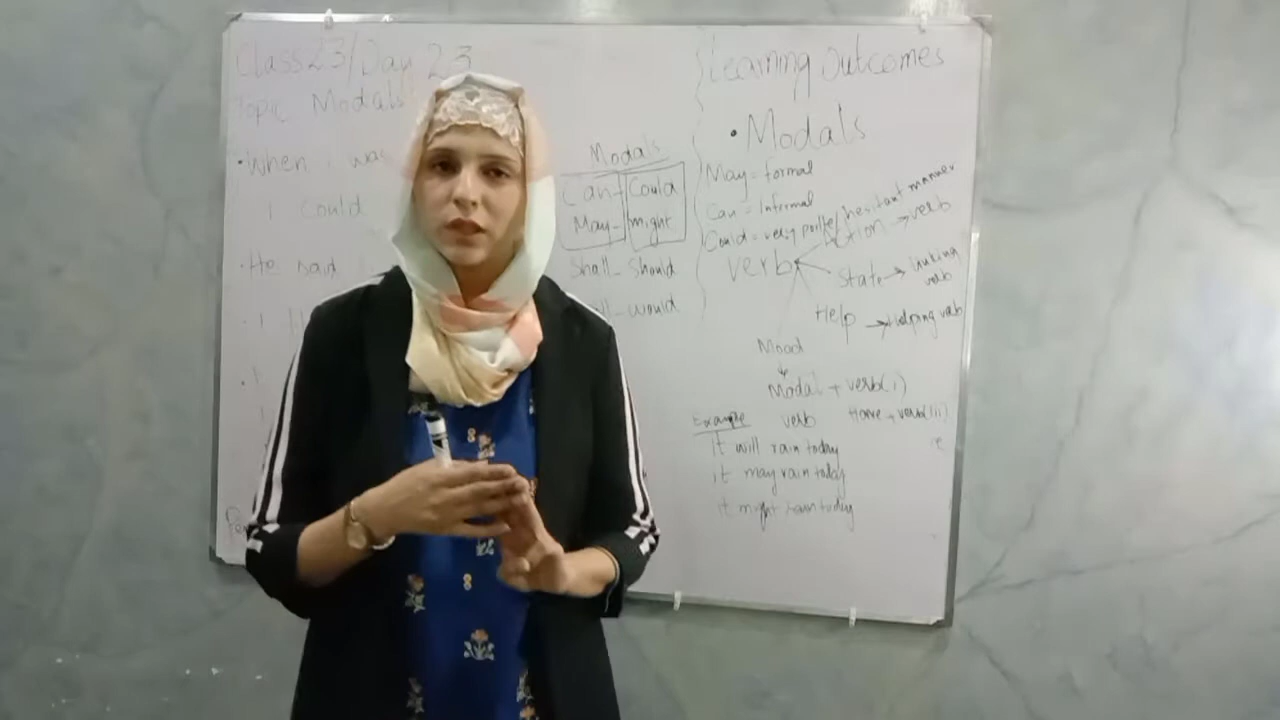 Class 23/Day 23
Topic Modals
• When I was
I Could
• He said
• I
• I
Modals
Can - Could
May - might
Shall - Should
- would
Learning Outcomes
• Modals
May = formal
Can = Informal
Could = very polite/hesitant manner
verb
Action → verb
State → linking verb
Help → Helping verb
Mood
Modal + verb(i)
verb Have + verb(iii)
Example
it will rain today
it may rain today
it might rain today